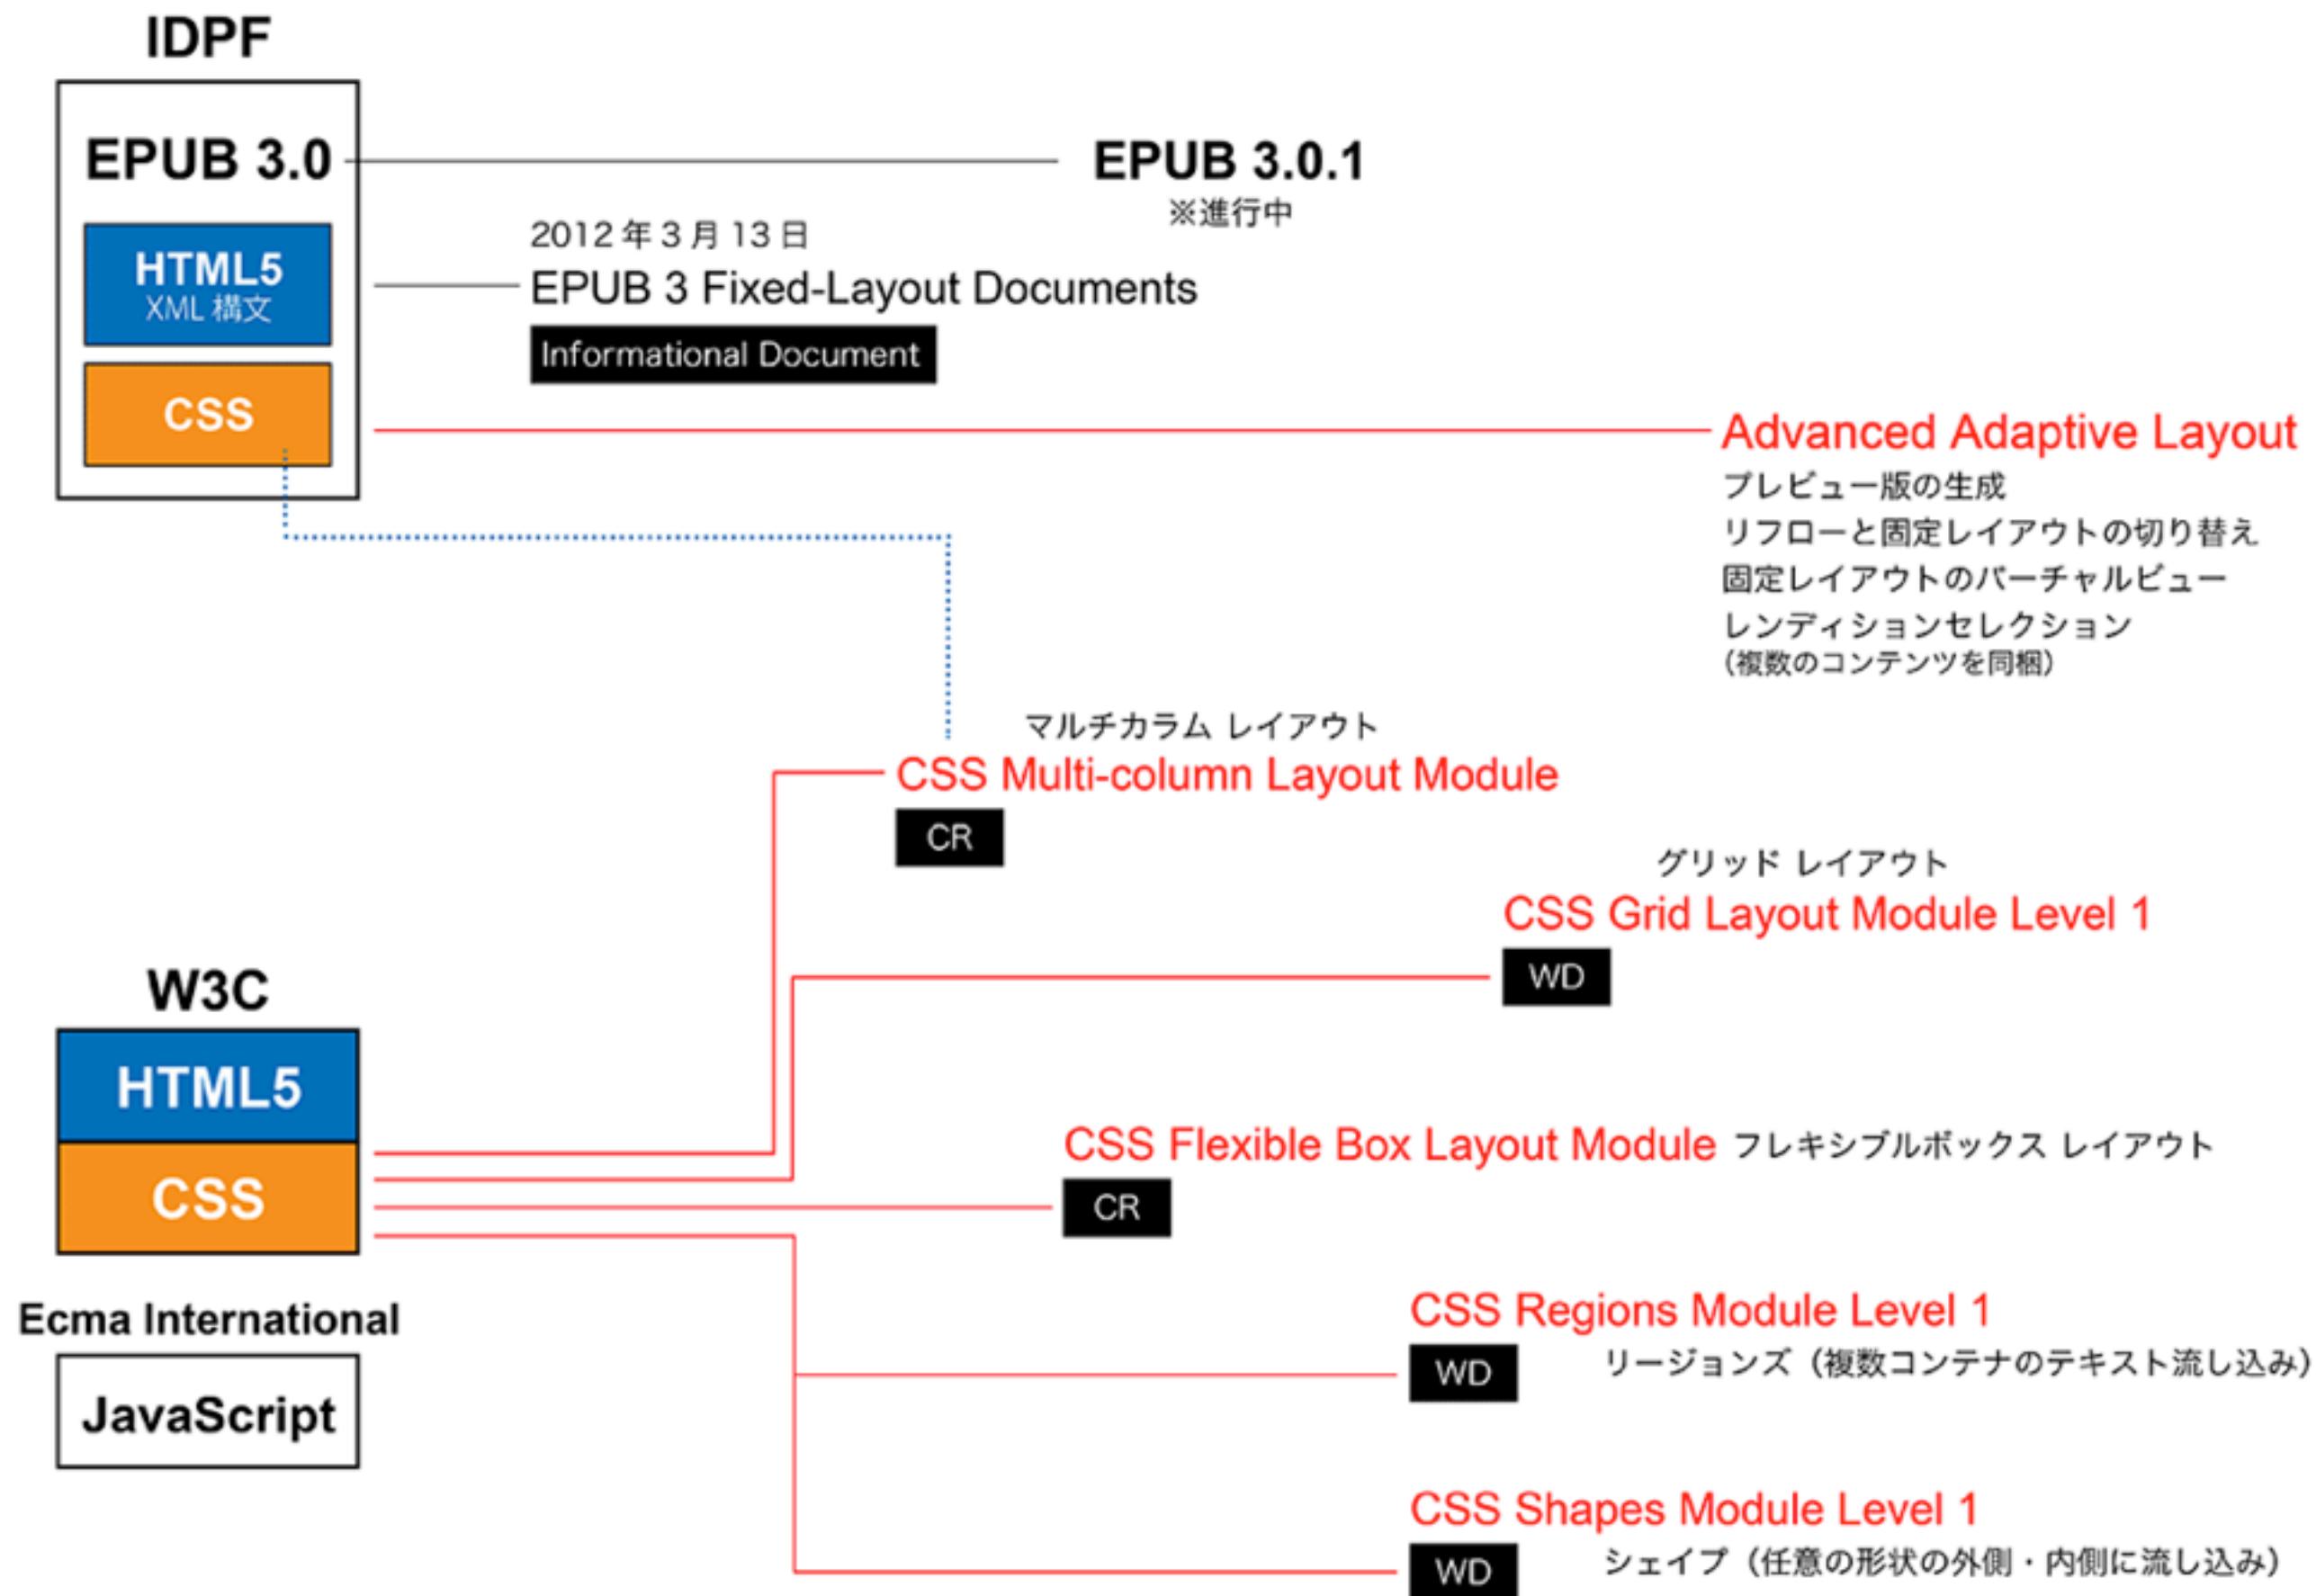 IDPF
EPUB 3.0
EPUB 3.0.1
※進行中
HTML5
XML 構文
2012 年 3 月 13 日
EPUB 3 Fixed-Layout Documents
Informational Document
CSS
Advanced Adaptive Layout
プレビュー版の生成
リフローと固定レイアウトの切り替え
固定レイアウトのバーチャルビュー
レンディションセレクション
（複数のコンテンツを同梱）
マルチカラム レイアウト
CSS Multi-column Layout Module
CR
グリッド レイアウト
CSS Grid Layout Module Level 1
WD
W3C
HTML5
CSS
CSS Flexible Box Layout Module フレキシブルボックス レイアウト
CR
Ecma International
JavaScript
CSS Regions Module Level 1
WD
リージョンズ（複数コンテナのテキスト流し込み）
CSS Shapes Module Level 1
WD
シェイプ（任意の形状の外側・内側に流し込み）